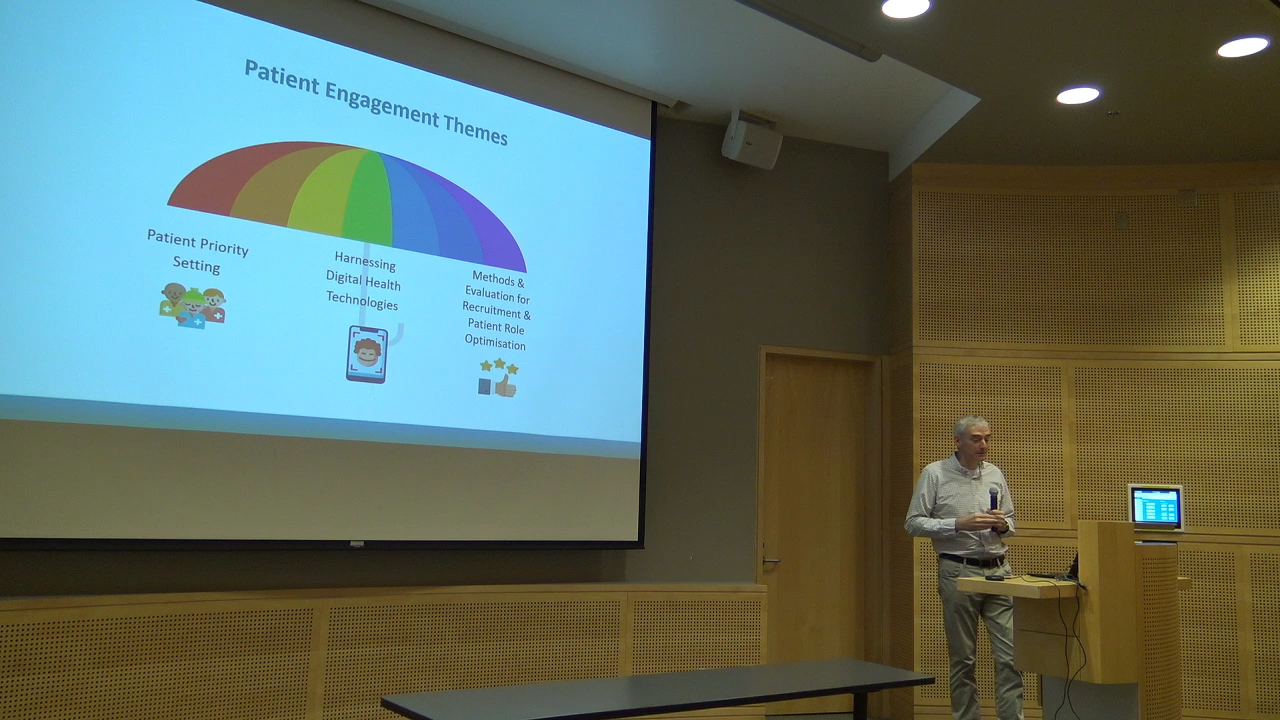 Patient Engagement Themes
Patient Priority
Setting
Harnessing
Digital Health
Technologies
Methods &
Evaluation for
Recruitment &
Patient Role
Optimisation